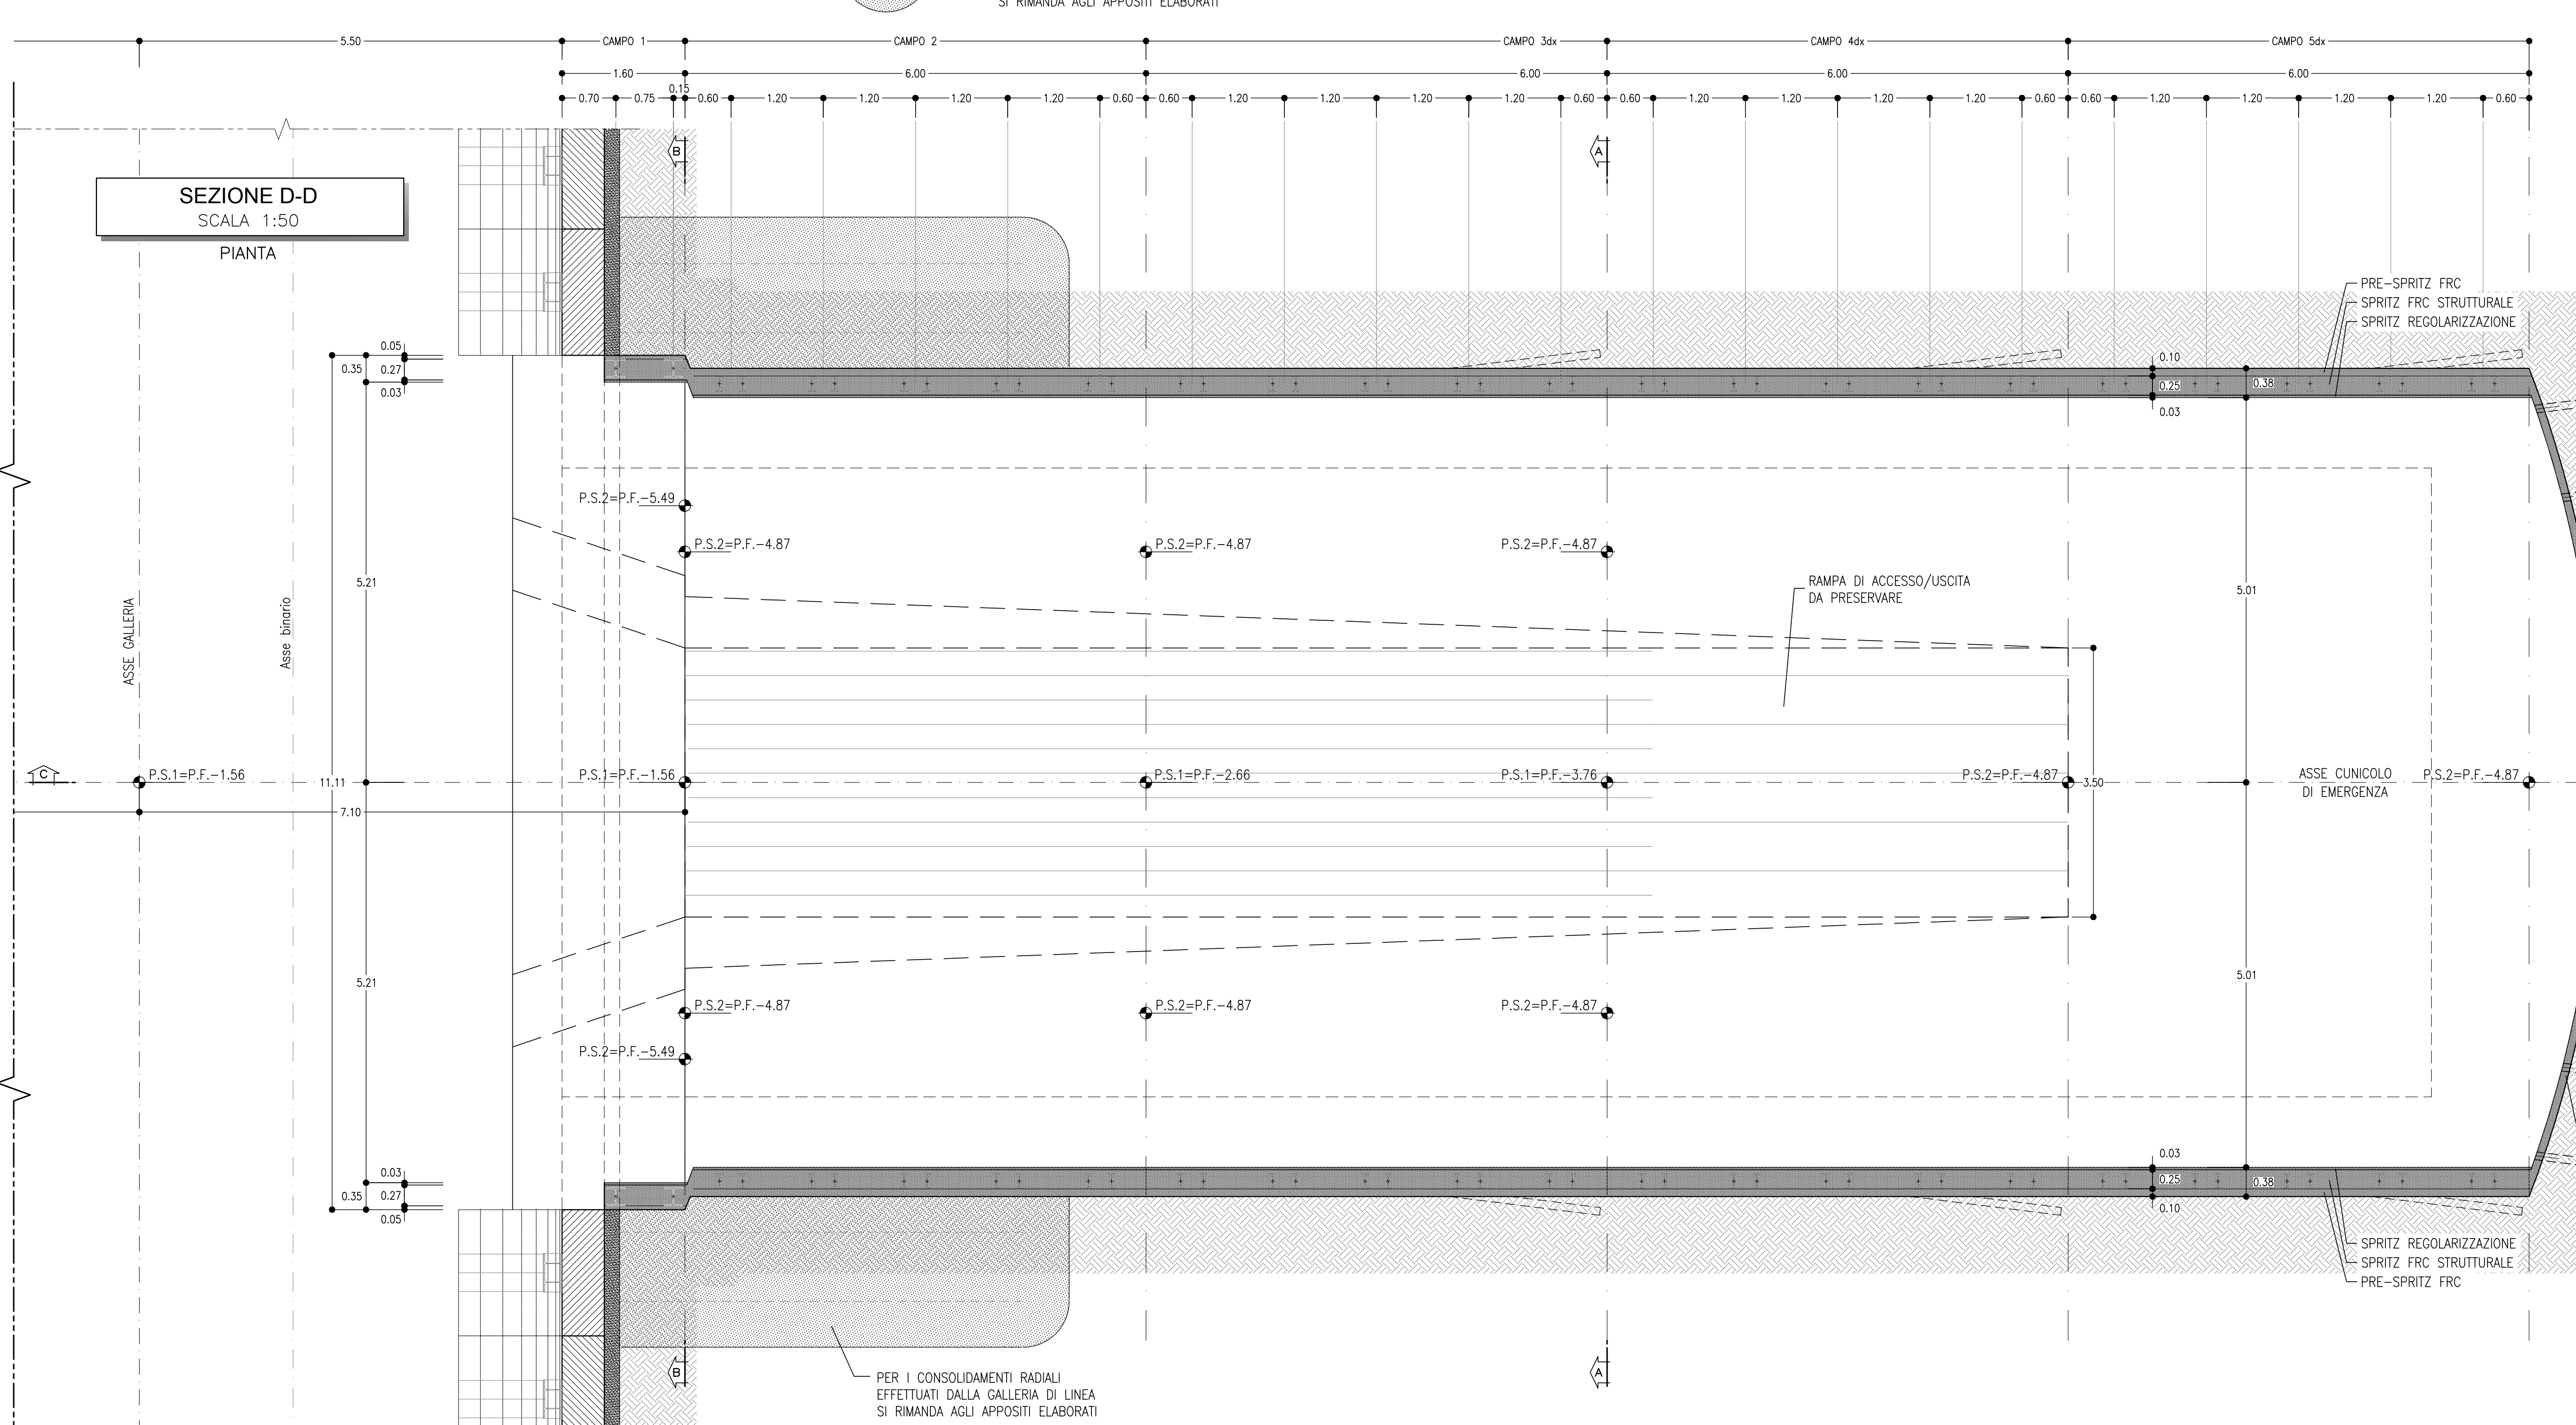 SI RIMANDA AGLI APPOSITI ELABORATI
5.50 CAMPO 1 CAMPO 2 CAMPO 3dx CAMPO 4dx CAMPO 5dx
1.60 6.00 6.00 6.00 6.00
0.15
0.70 0.75 0.60 1.20 1.20 1.20 1.20 0.60 0.60 1.20 1.20 1.20 1.20 0.60 0.60 1.20 1.20 1.20 1.20 0.60 0.60 1.20 1.20 1.20 1.20 0.60
B A
SEZIONE D-D
SCALA 1:50
PIANTA
PRE-SPRITZ FRC
SPRITZ FRC STRUTTURALE
SPRITZ REGOLARIZZAZIONE
0.05
0.35 0.27
0.03
0.10
0.25 0.38
0.03
P.S.2=P.F.-5.49
P.S.2=P.F.-4.87 P.S.2=P.F.-4.87 P.S.2=P.F.-4.87
5.21
RAMPA DI ACCESSO/USCITA
DA PRESERVARE
5.01
ASSE GALLERIA
Asse binario
C
P.S.1=P.F.-1.56 P.S.1=P.F.-1.56 P.S.1=P.F.-2.66 P.S.1=P.F.-3.76 P.S.2=P.F.-4.87 P.S.2=P.F.-4.87
11.11
3.50
ASSE CUNICOLO
DI EMERGENZA
7.10
5.21
5.01
P.S.2=P.F.-4.87 P.S.2=P.F.-4.87 P.S.2=P.F.-4.87
P.S.2=P.F.-5.49
0.03
0.35 0.27
0.05
0.03
0.25 0.38
0.10
SPRITZ REGOLARIZZAZIONE
SPRITZ FRC STRUTTURALE
PRE-SPRITZ FRC
B A
PER I CONSOLIDAMENTI RADIALI
EFFETTUATI DALLA GALLERIA DI LINEA
SI RIMANDA AGLI APPOSITI ELABORATI